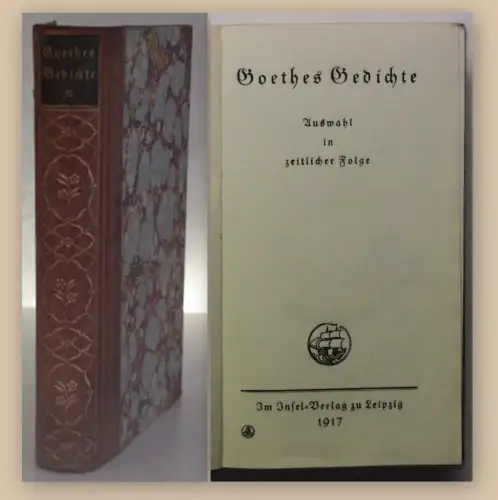 Goethes
Gedichte
Goethes Gedichte
Auswahl
in
zeitlicher Folge
Im Insel-Verlag zu Leipzig
1917